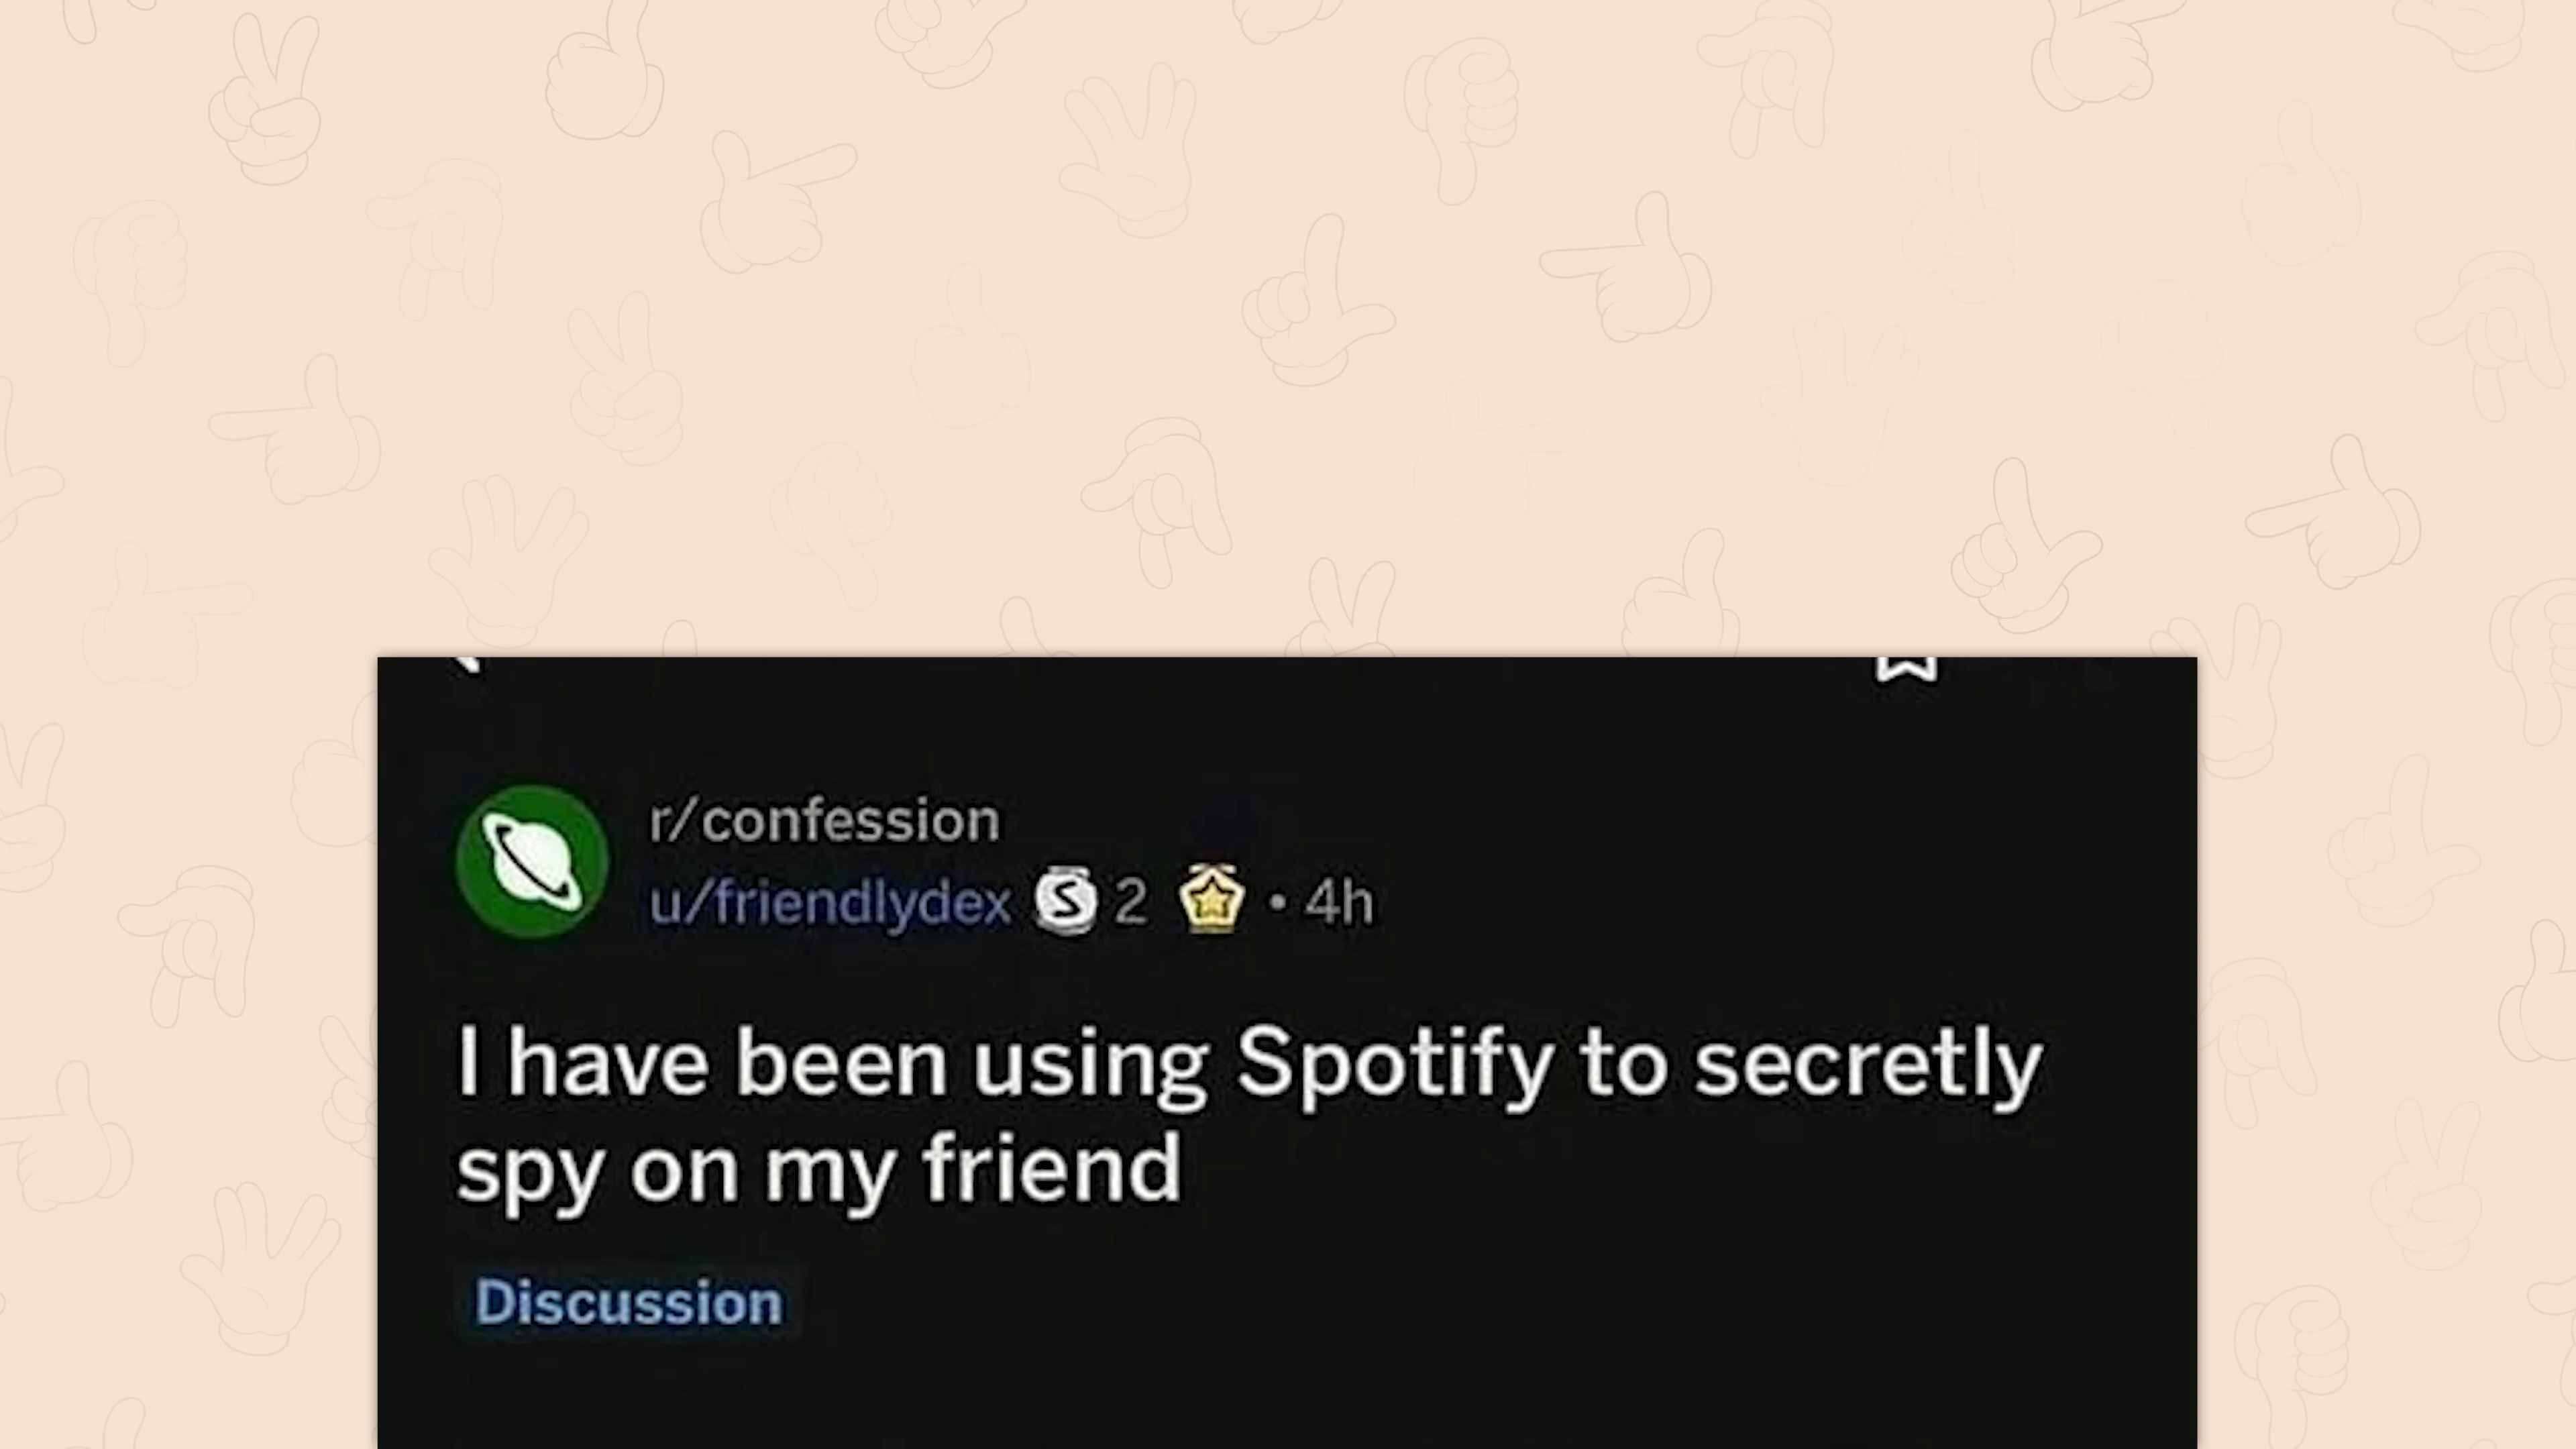 r/confession
u/friendlydex 2 • 4h
I have been using Spotify to secretly
spy on my friend
Discussion